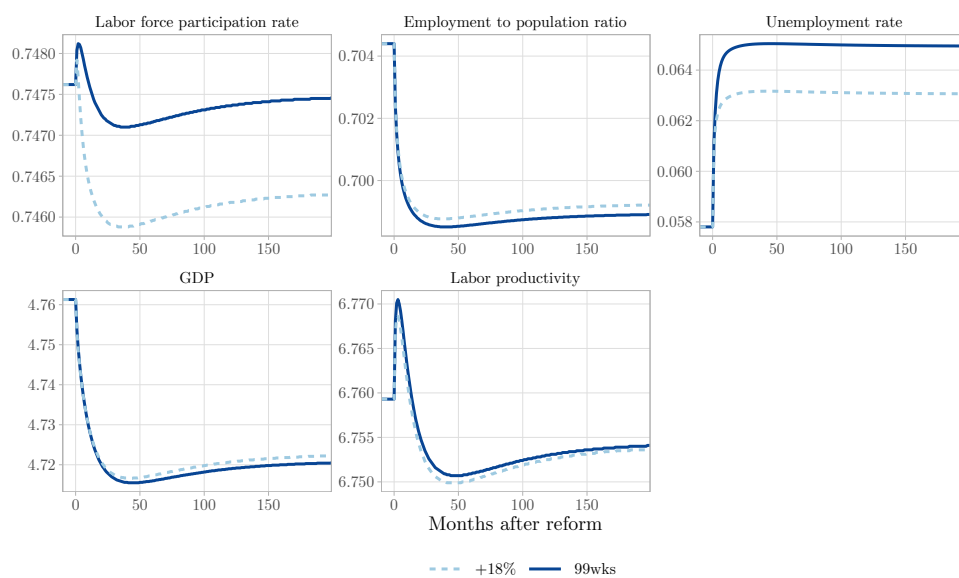 Labor force participation rate
Employment to population ratio
Unemployment rate
0.7480
0.7475
0.7470
0.7465
0.7460
0 50 100 150
0.704
0.702
0.700
0 50 100 150
0.064
0.062
0.060
0.058
0 50 100 150
GDP
Labor productivity
4.76
4.75
4.74
4.73
4.72
0 50 100 150
6.770
6.765
6.760
6.755
6.750
0 50 100 150
Months after reform
+18% 99wks